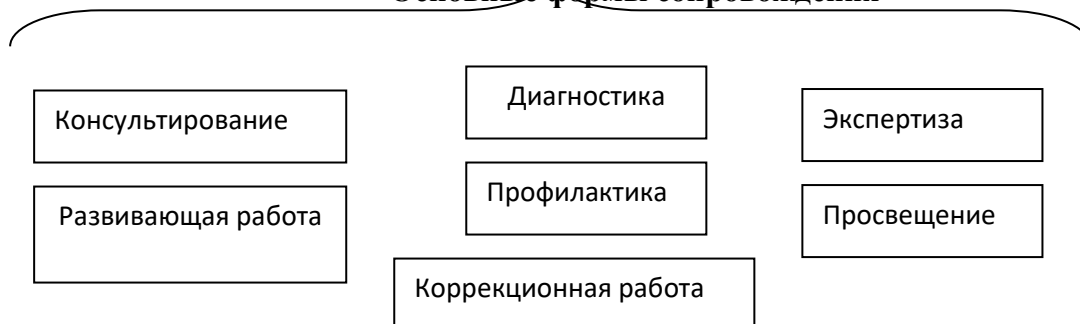 Основные формы сопровождения
Диагностика
Консультирование
Экспертиза
Профилактика
Развивающая работа
Просвещение
Коррекционная работа